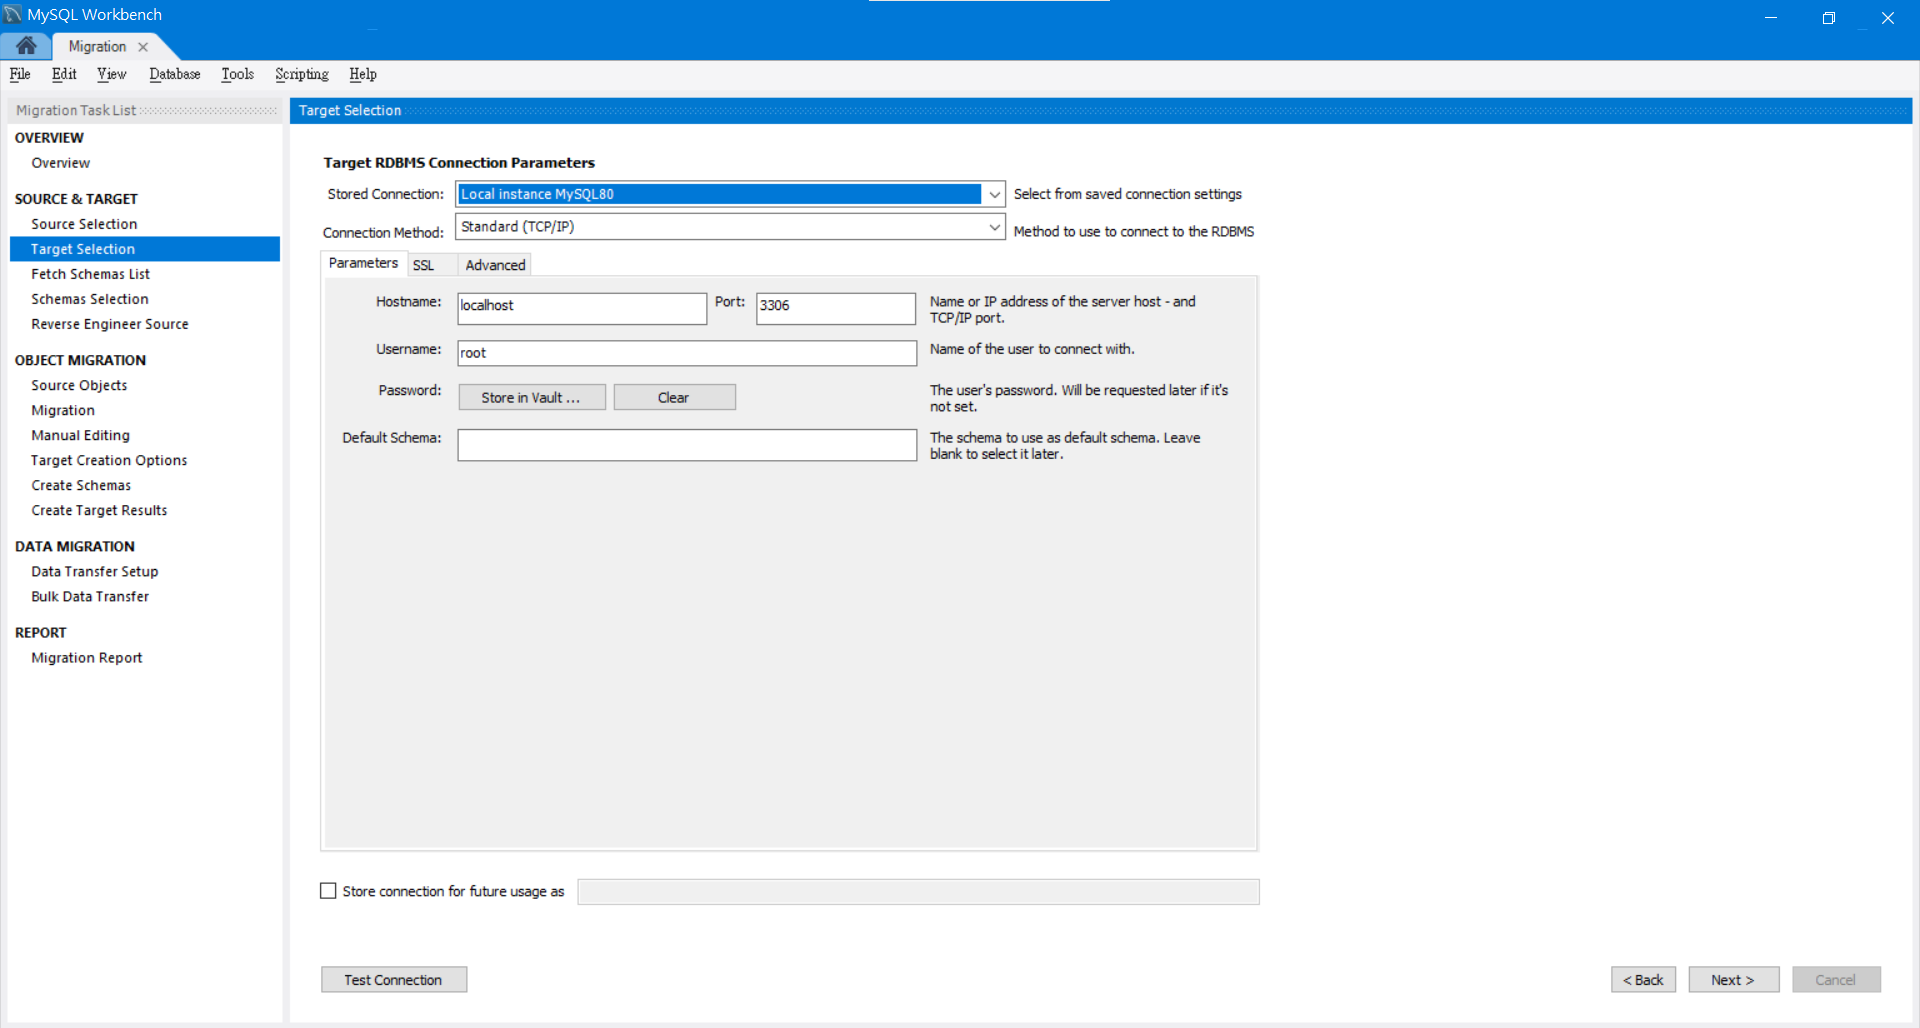 MySQL Workbench
Migration
File Edit View Database Tools Scripting Help
Migration Task List
OVERVIEW
Overview
SOURCE & TARGET
Source Selection
Target Selection
Fetch Schemas List
Schemas Selection
Reverse Engineer Source
OBJECT MIGRATION
Source Objects
Migration
Manual Editing
Target Creation Options
Create Schemas
Create Target Results
DATA MIGRATION
Data Transfer Setup
Bulk Data Transfer
REPORT
Migration Report
Target Selection
Target RDBMS Connection Parameters
Stored Connection: Local instance MySQL80 Select from saved connection settings
Connection Method: Standard (TCP/IP) Method to use to connect to the RDBMS
Parameters SSL Advanced
Hostname: localhost Port: 3306 Name or IP address of the server host - and
TCP/IP port.
Username: root Name of the user to connect with.
Password: Store in Vault ... Clear The user's password. Will be requested later if it's
not set.
Default Schema: The schema to use as default schema. Leave
blank to select it later.
Store connection for future usage as
Test Connection < Back Next > Cancel